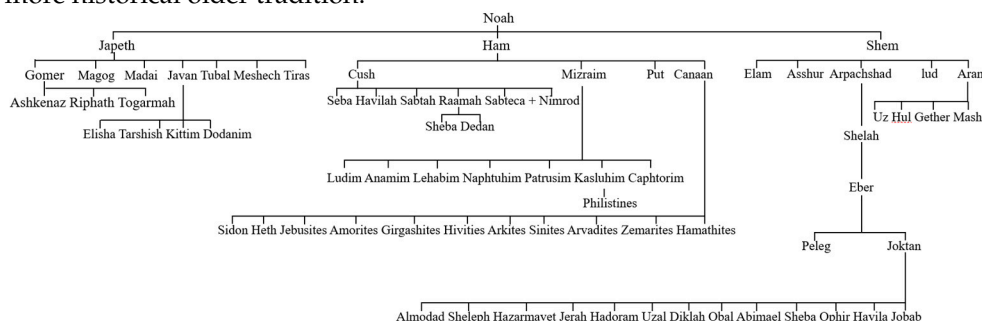 more historical older tradition.
Noah
Japeth Ham Shem
Gomer Magog Madai Javan Tubal Meshech Tiras Cush Mizraim Put Canaan Elam Asshur Arpachshad lud Aram
Ashkenaz Riphath Togarmah Seba Havilah Sabtah Raamah Sabteca + Nimrod Uz Hul Gether Mash
Elisha Tarshish Kittim Dodanim Sheba Dedan Shelah
Ludim Anamim Lehabim Naphtuhim Patrusim Kasluhim Caphtorim Eber
Philistines
Sidon Heth Jebusites Amorites Girgashites Hivities Arkites Sinites Arvadites Zemarites Hamathites
Peleg Joktan
Almodad Sheleph Hazarmavet Jerah Hadoram Uzal Diklah Obal Abimael Sheba Ophir Havila Jobab